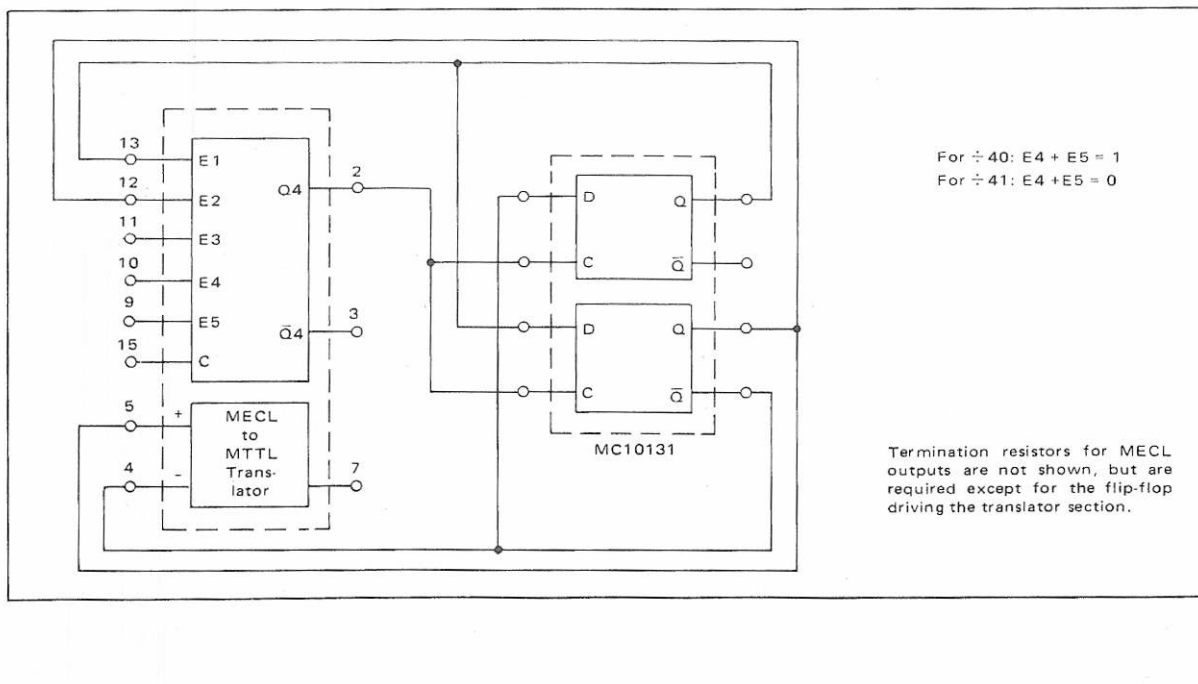 13
E1
12
E2
11
E3
10
E4
9
E5
15
C
Q4
2
Q̅4
3
5
+
4
-
MECL
to
MTTL
Trans-
lator
7
D
Q
C
Q̅
D
Q
C
Q̅
MC10131
For ÷40: E4 + E5 = 1
For ÷41: E4 +E5 = 0
Termination resistors for MECL
outputs are not shown, but are
required except for the flip-flop
driving the translator section.